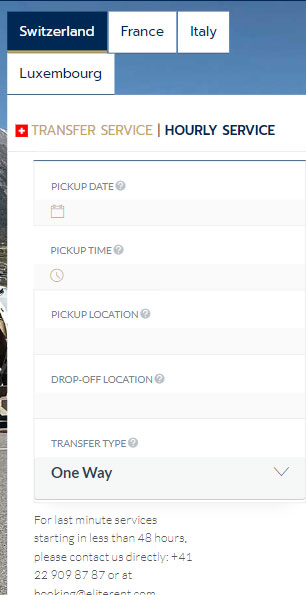 Switzerland France Italy
Luxembourg
TRANSFER SERVICE | HOURLY SERVICE
PICKUP DATE ?
PICKUP TIME ?
PICKUP LOCATION ?
DROP-OFF LOCATION ?
TRANSFER TYPE ?
One Way
For last minute services
starting in less than 48 hours,
please contact us directly: +41
22 909 87 87 or at
booking@eliterent.com